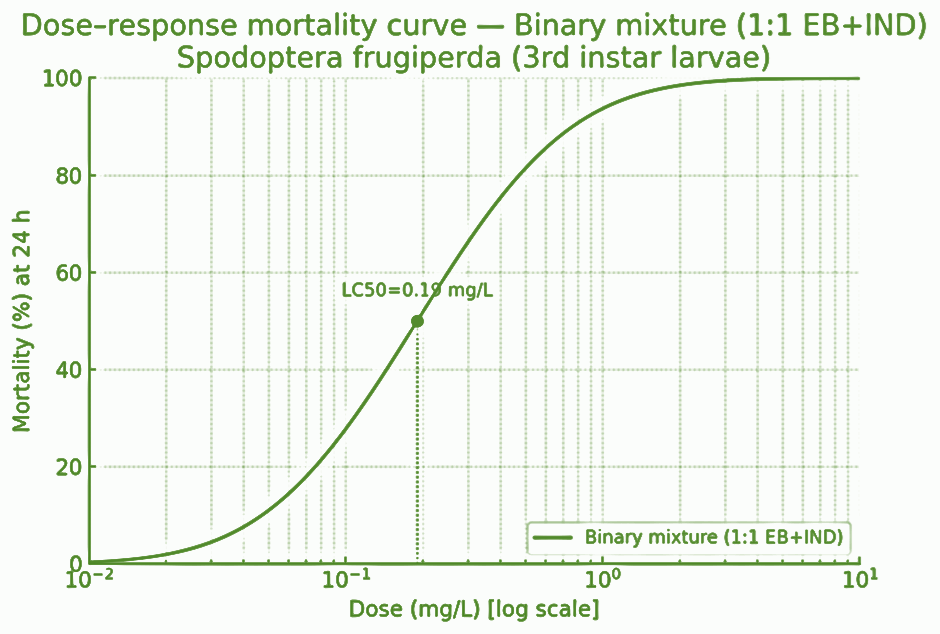 Dose–response mortality curve — Binary mixture (1:1 EB+IND)
Spodoptera frugiperda (3rd instar larvae)
Mortality (%) at 24 h
100
80
60
40
20
0
LC50=0.19 mg/L
Binary mixture (1:1 EB+IND)
10⁻² 10⁻¹ 10⁰ 10¹
Dose (mg/L) [log scale]